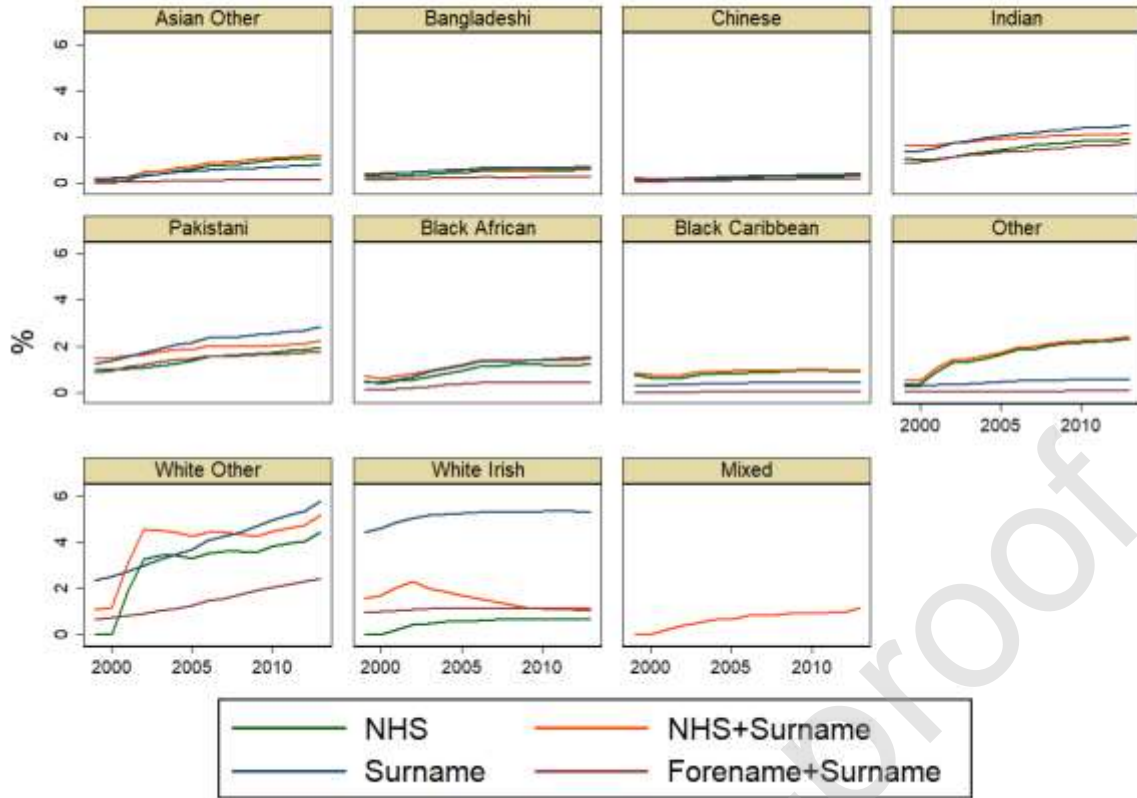 Asian Other Bangladeshi Chinese Indian
6
4
2
0
Pakistani Black African Black Caribbean Other
6
4
2
0
%
2000 2005 2010
White Other White Irish Mixed
6
4
2
0
2000 2005 2010 2000 2005 2010 2000 2005 2010
NHS NHS+Surname
Surname Forename+Surname
proof